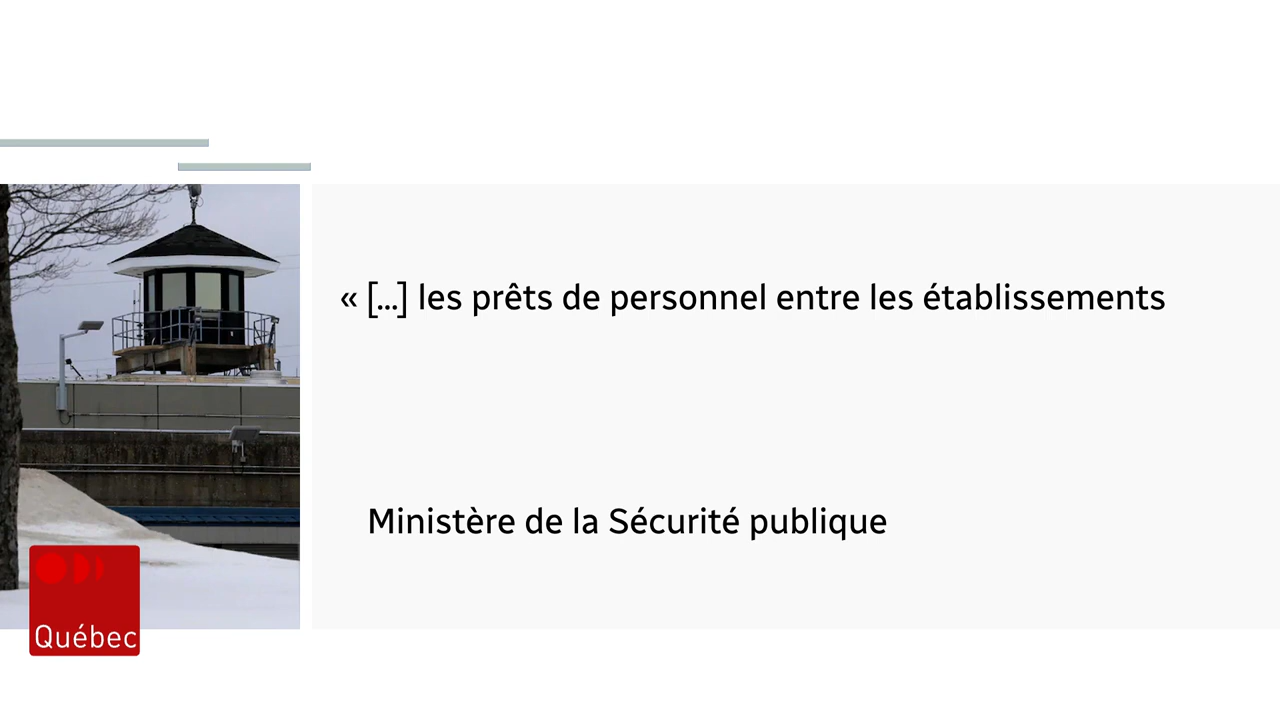 « [...] les prêts de personnel entre les établissements
Ministère de la Sécurité publique
Québec